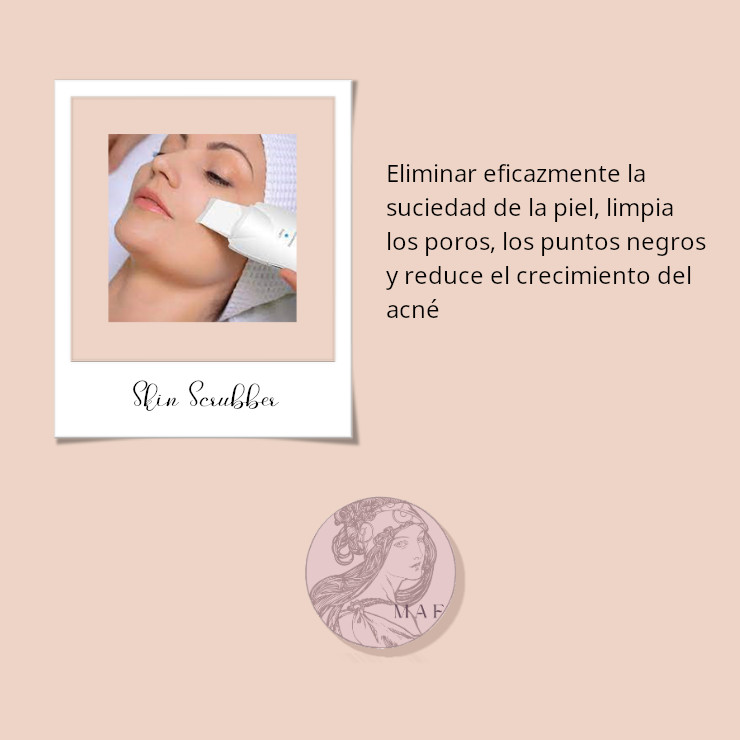 Eliminar eficazmente la
suciedad de la piel, limpia
los poros, los puntos negros
y reduce el crecimiento del
acné
Skin Scrubber